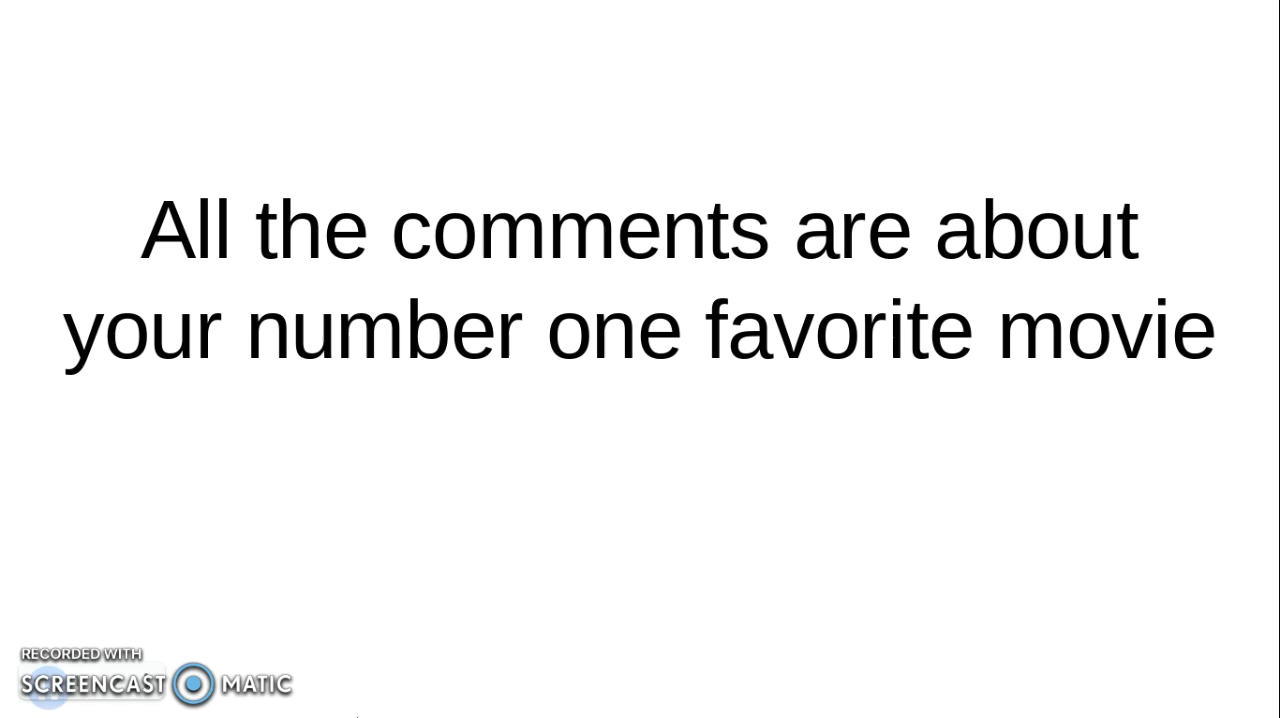 All the comments are about
your number one favorite movie
RECORDED WITH
SCREENCAST MATIC